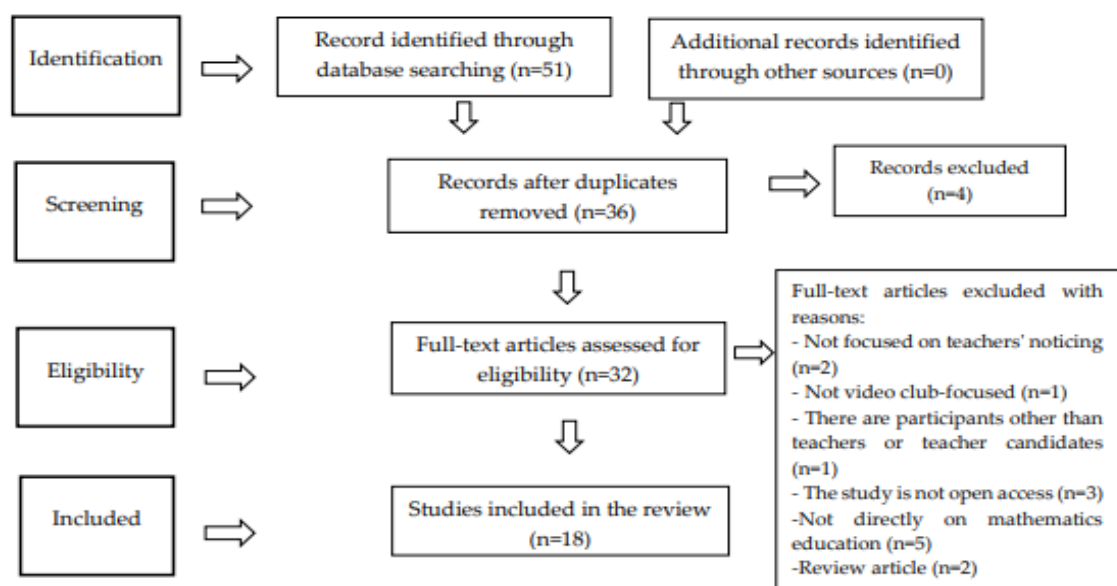 Identification
Record identified through
database searching (n=51)
Additional records identified
through other sources (n=0)
Screening
Records after duplicates
removed (n=36)
Records excluded
(n=4)
Eligibility
Full-text articles assessed for
eligibility (n=32)
Full-text articles excluded with
reasons:
- Not focused on teachers' noticing
(n=2)
- Not video club-focused (n=1)
- There are participants other than
teachers or teacher candidates
(n=1)
- The study is not open access (n=3)
-Not directly on mathematics
education (n=5)
-Review article (n=2)
Included
Studies included in the review
(n=18)